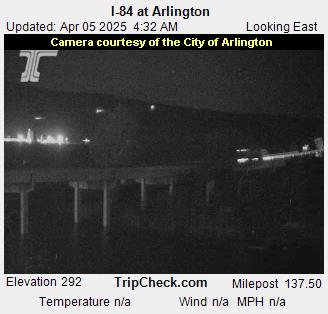 I-84 at Arlington
Updated: Apr 05 2025 4:32 AM Looking East
Camera courtesy of the City of Arlington
Elevation 292 TripCheck.com Milepost 137.50
Temperature n/a Wind n/a MPH n/a